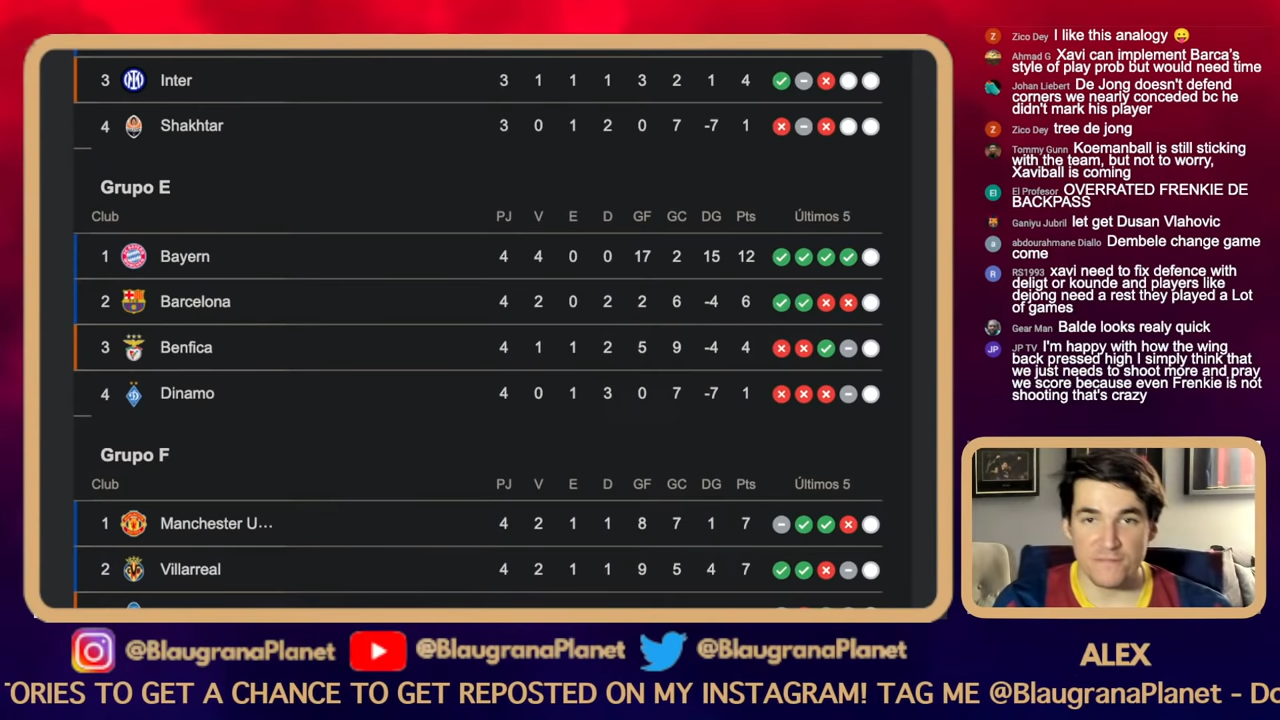 3 Inter 3 1 1 1 3 2 1 4
4 Shakhtar 3 0 1 2 0 7 -7 1
Grupo E
Club PJ V E D GF GC DG Pts Últimos 5
1 Bayern 4 4 0 0 17 2 15 12
2 Barcelona 4 2 0 2 2 6 -4 6
3 Benfica 4 1 1 2 5 9 -4 4
4 Dinamo 4 0 1 3 0 7 -7 1
Grupo F
Club PJ V E D GF GC DG Pts Últimos 5
1 Manchester U... 4 2 1 1 8 7 1 7
2 Villarreal 4 2 1 1 9 5 4 7
Z Zico Dey I like this analogy 😛
Ahmad G Xavi can implement Barca's
style of play prob but would need time
Johan Liebert De Jong doesn't defend
corners we nearly conceded bc he
didn't mark his player
Z Zico Dey tree de jong
Tommy Gunn Koemanball is still sticking
with the team, but not to worry,
Xaviball is coming
El El Profesor OVERRATED FRENKIE DE
BACKPASS
Ganiyu Jubril let get Dusan Vlahovic
a abdourahmane Diallo Dembele change game
come
R RS1993 xavi need to fix defence with
deligt or kounde and players like
dejong need a rest they played a Lot
of games
Gear Man Balde looks realy quick
JP JP TV I'm happy with how the wing
back pressed high I simply think that
we just needs to shoot more and pray
we score because even Frenkie is not
shooting that's crazy
@BlaugranaPlanet @BlaugranaPlanet @BlaugranaPlanet
ALEX
TORIES TO GET A CHANCE TO GET REPOSTED ON MY INSTAGRAM! TAG ME @BlaugranaPlanet - Do